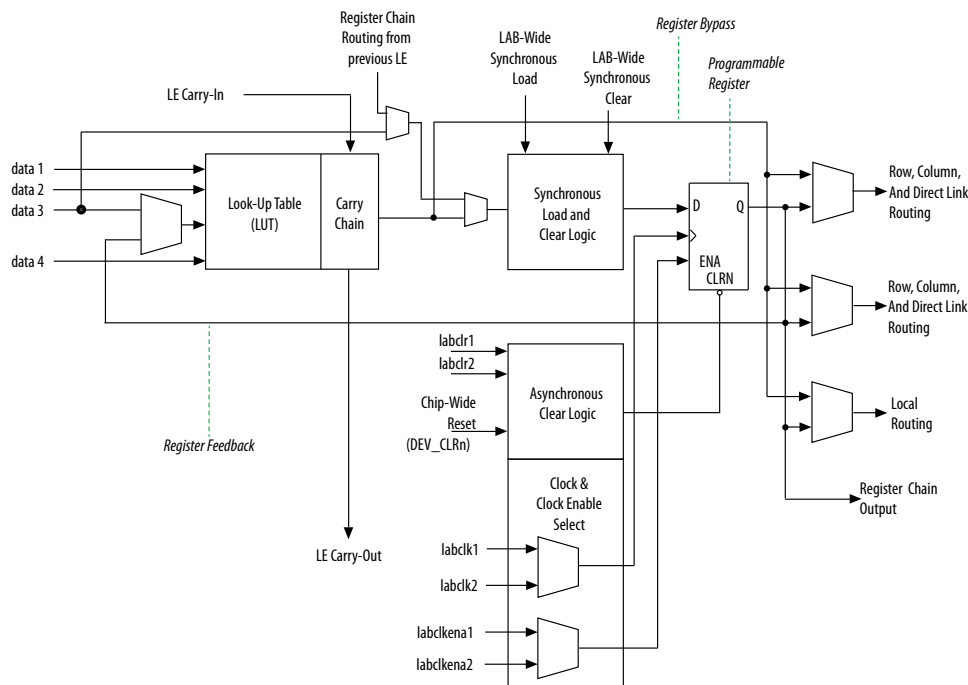 Register Chain
Routing from
previous LE
LAB-Wide
Synchronous
Load
LAB-Wide
Synchronous
Clear
Register Bypass
Programmable
Register
LE Carry-In
data 1
data 2
data 3
data 4
Look-Up Table
(LUT)
Carry
Chain
Synchronous
Load and
Clear Logic
D
Q
ENA
CLRN
Row, Column,
And Direct Link
Routing
Row, Column,
And Direct Link
Routing
Local
Routing
Register Chain
Output
labclr1
labclr2
Chip-Wide
Reset
(DEV_CLRn)
Asynchronous
Clear Logic
Register Feedback
Clock &
Clock Enable
Select
LE Carry-Out
labclk1
labclk2
labclkena1
labclkena2